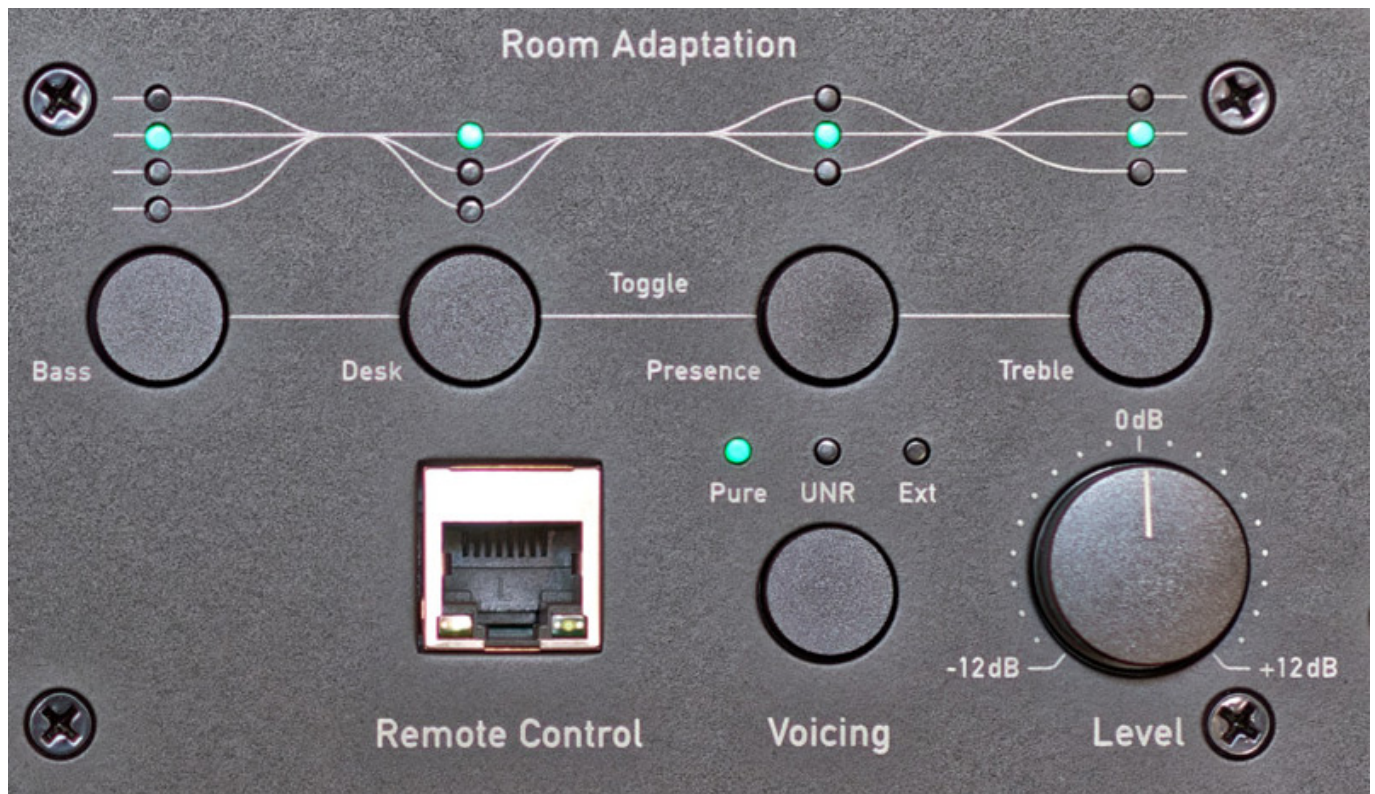 Room Adaptation
Toggle
Bass
Desk
Presence
Treble
0dB
Pure UNR Ext
-12dB
+12dB
Remote Control
Voicing
Level